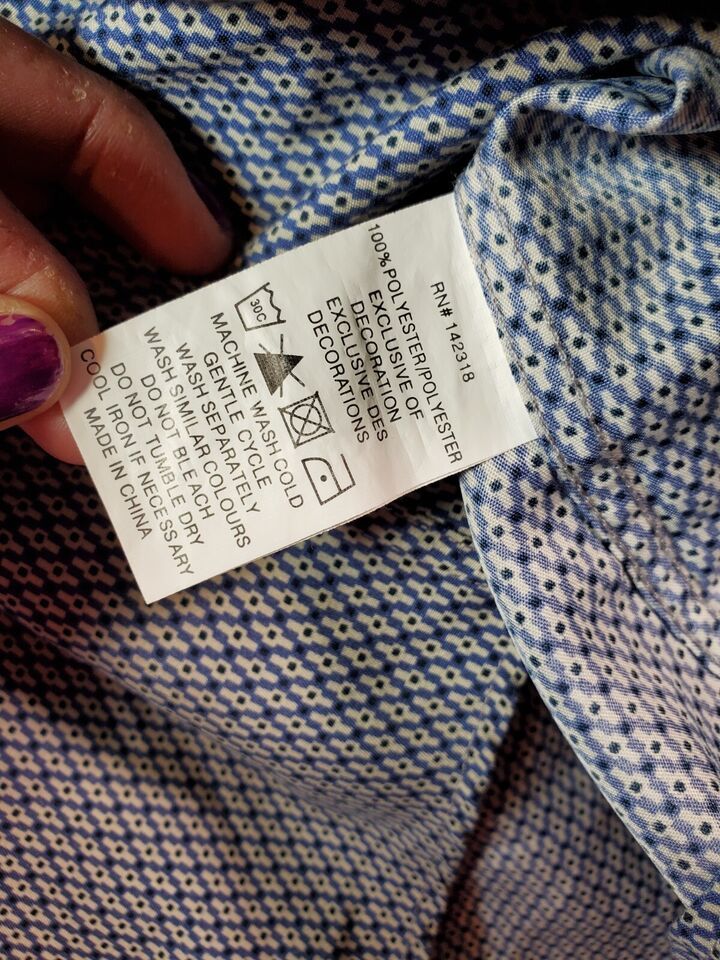 RN# 142318
100% POLYESTER/POLYESTER
EXCLUSIVE OF
DECORATION
EXCLUSIVE DES
DECORATIONS
30C
MACHINE WASH COLD
GENTLE CYCLE
WASH SEPARATELY
WASH SIMILAR COLOURS
DO NOT BLEACH
DO NOT TUMBLE DRY
COOL IRON IF NECESSARY
MADE IN CHINA